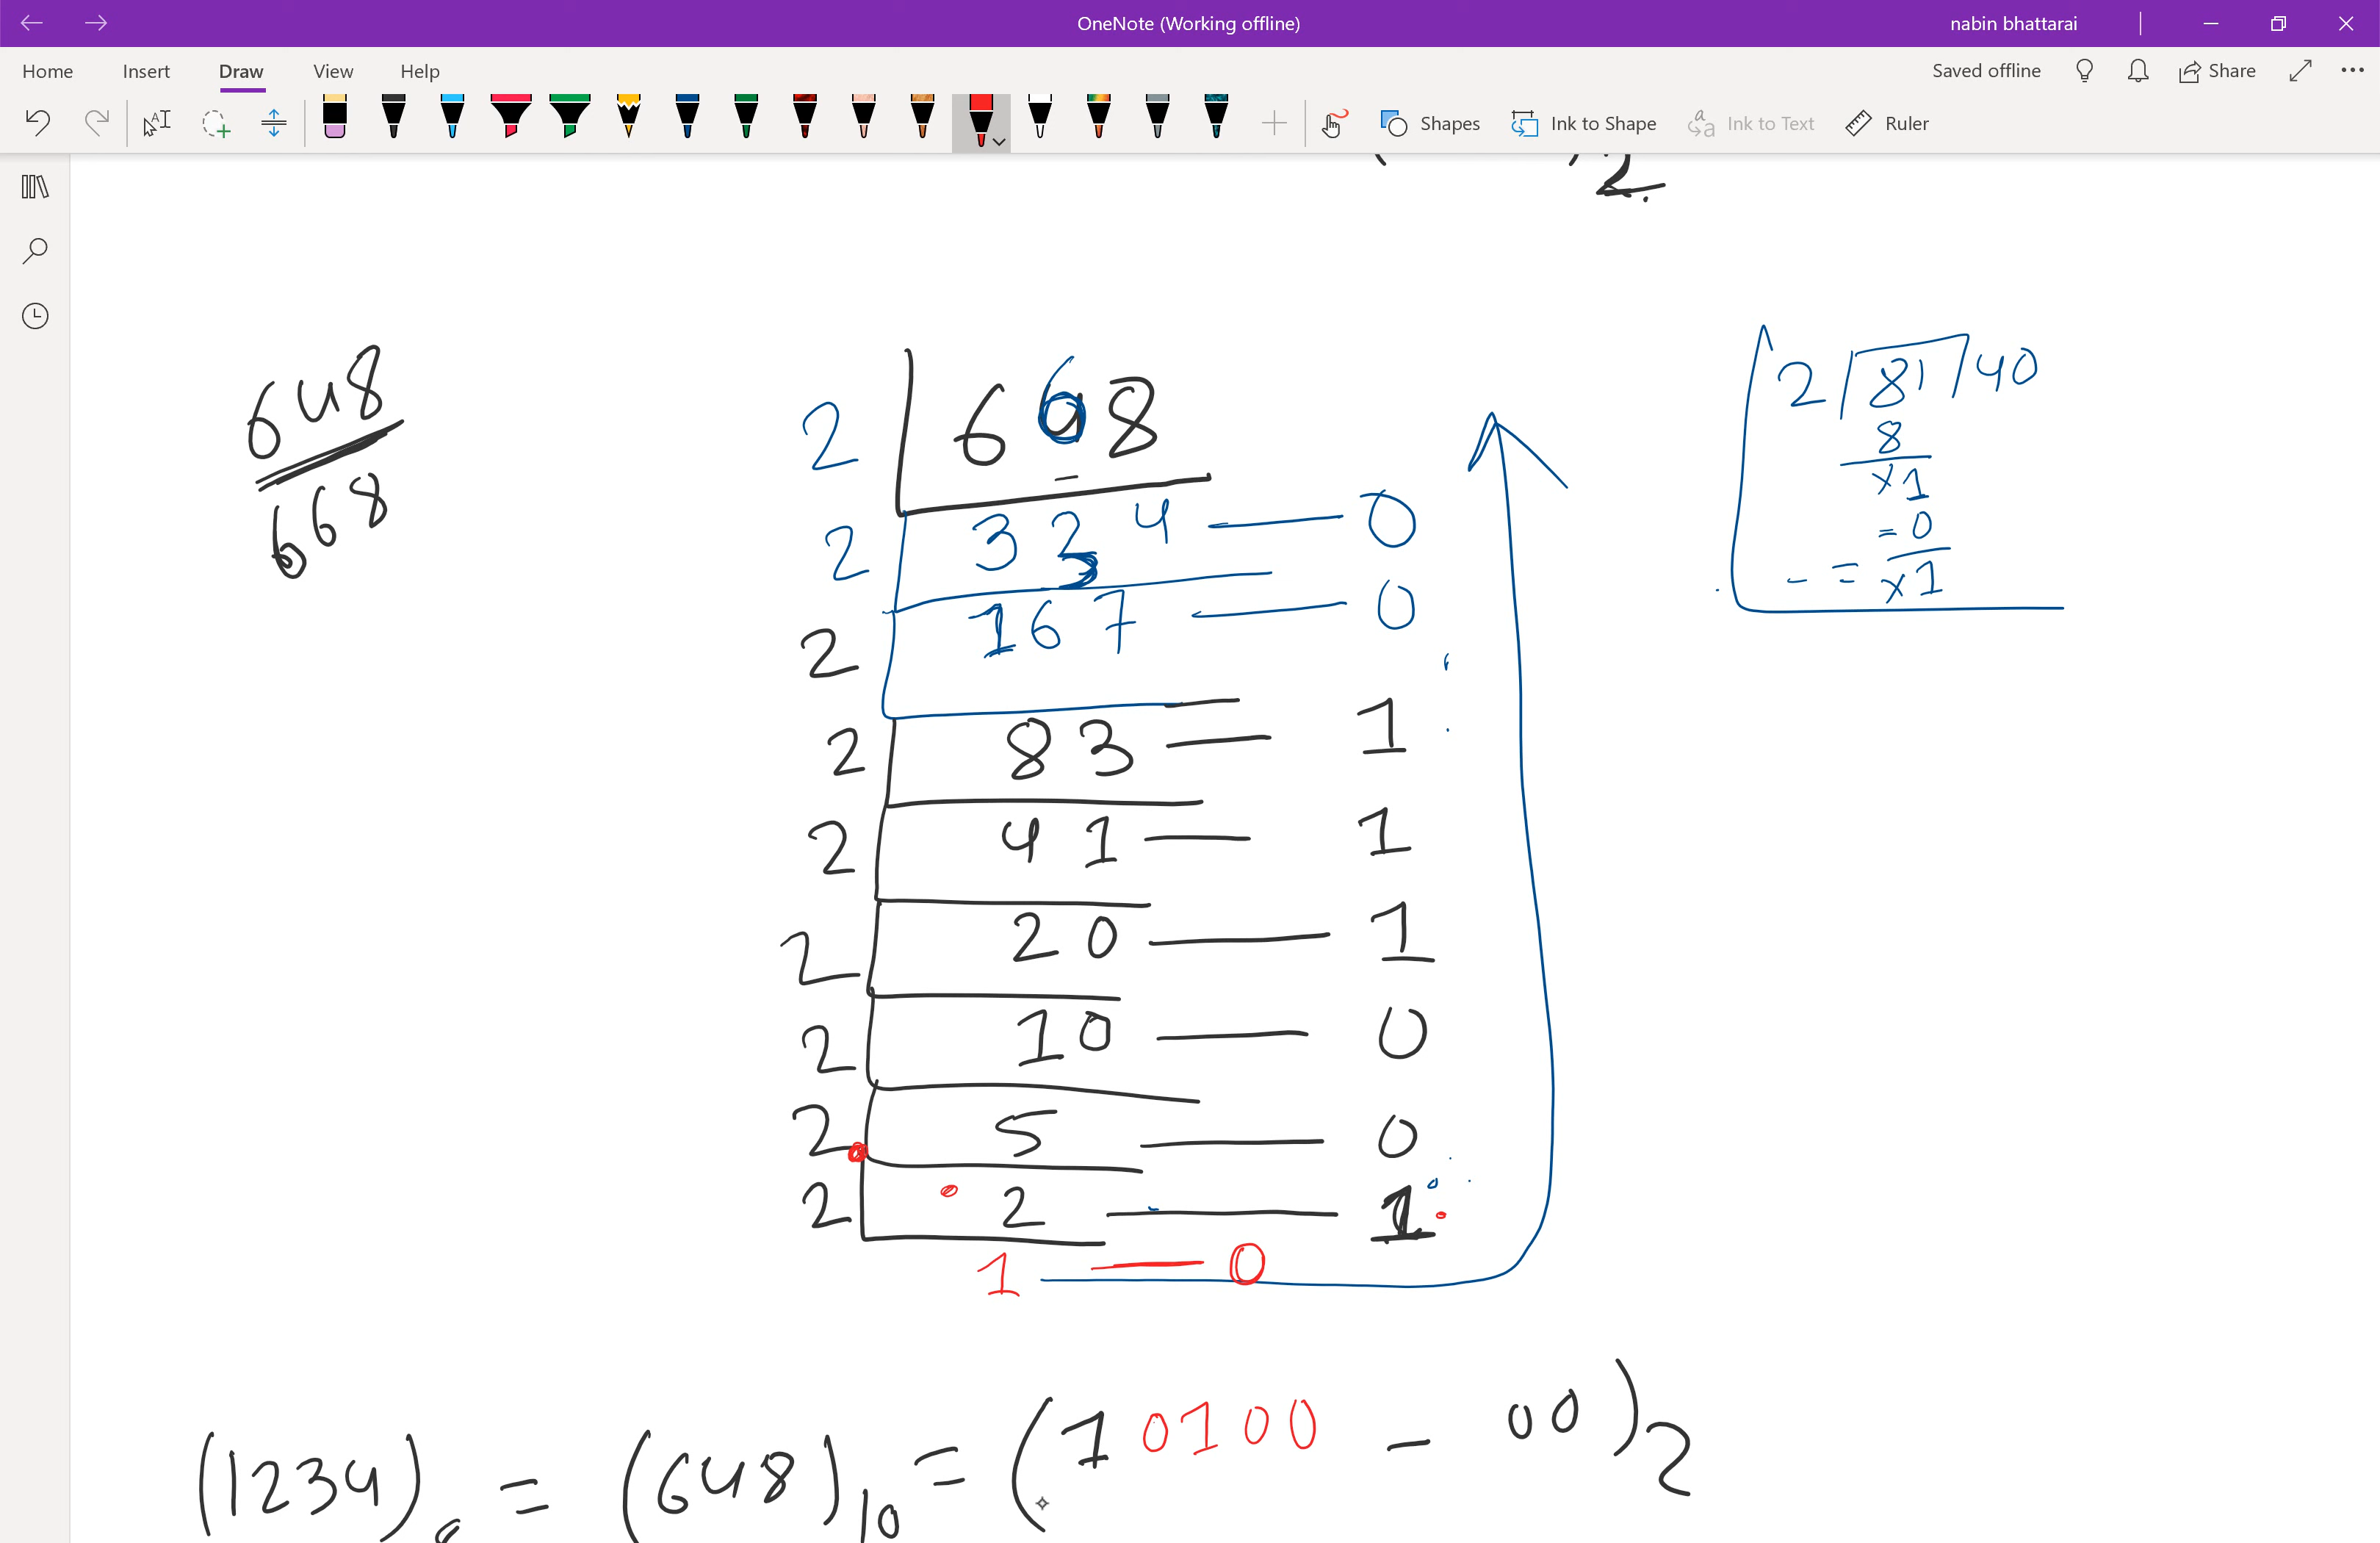 OneNote (Working offline)
nabin bhattarai
Home Insert Draw View Help
Saved offline
Share
Shapes
Ink to Shape
Ink to Text
Ruler
2
648
668
2 668
2 334 — 0
2 167 — 0
2 83 — 1
2 41 — 1
2 20 — 1
2 10 — 0
2 5 — 0
2 2 — 1
1 — 0
2 81 40
8
x1
= 0
- = x1
(1234) = (648)10 = (10100 - 00)2